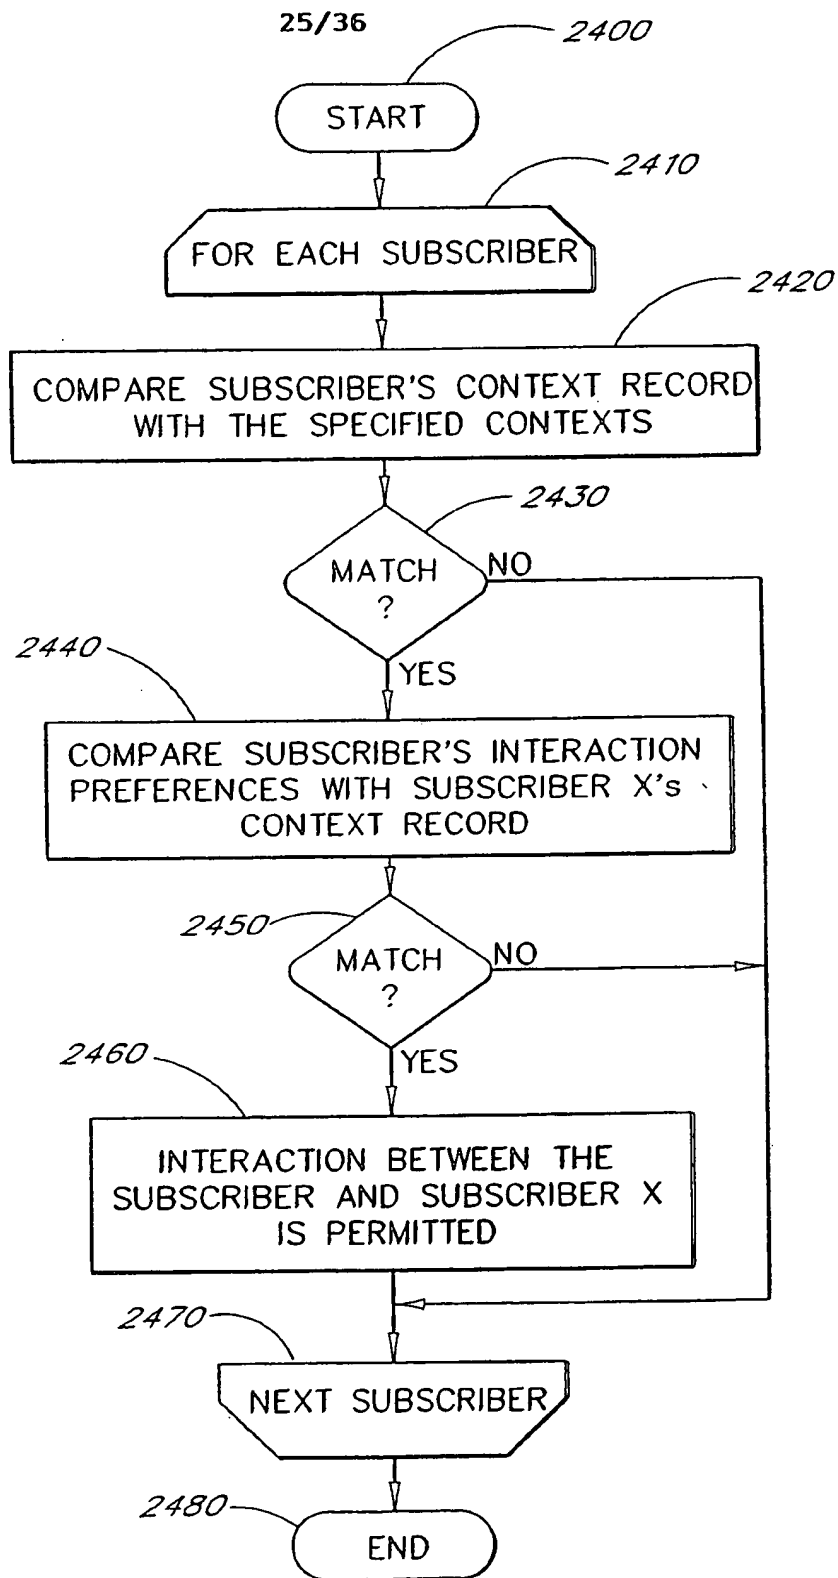 25/36
2400
START
2410
FOR EACH SUBSCRIBER
2420
COMPARE SUBSCRIBER'S CONTEXT RECORD
WITH THE SPECIFIED CONTEXTS
2430
MATCH
?
NO
2440
YES
COMPARE SUBSCRIBER'S INTERACTION
PREFERENCES WITH SUBSCRIBER X's
CONTEXT RECORD
2450
MATCH
?
NO
2460
YES
INTERACTION BETWEEN THE
SUBSCRIBER AND SUBSCRIBER X
IS PERMITTED
2470
NEXT SUBSCRIBER
2480
END